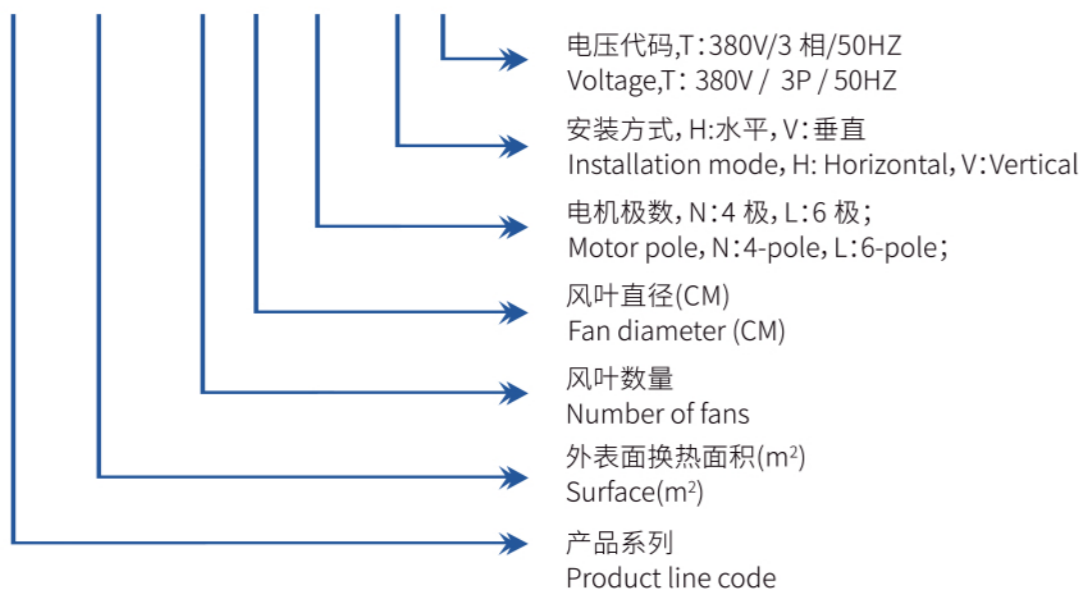 电压代码,T:380V/3 相/50HZ
Voltage,T: 380V / 3P / 50HZ
安装方式,H:水平,V:垂直
Installation mode, H: Horizontal, V:Vertical
电机极数,N:4 极,L:6 极;
Motor pole, N:4-pole, L:6-pole;
风叶直径(CM)
Fan diameter (CM)
风叶数量
Number of fans
外表面换热面积(m²)
Surface(m²)
产品系列
Product line code